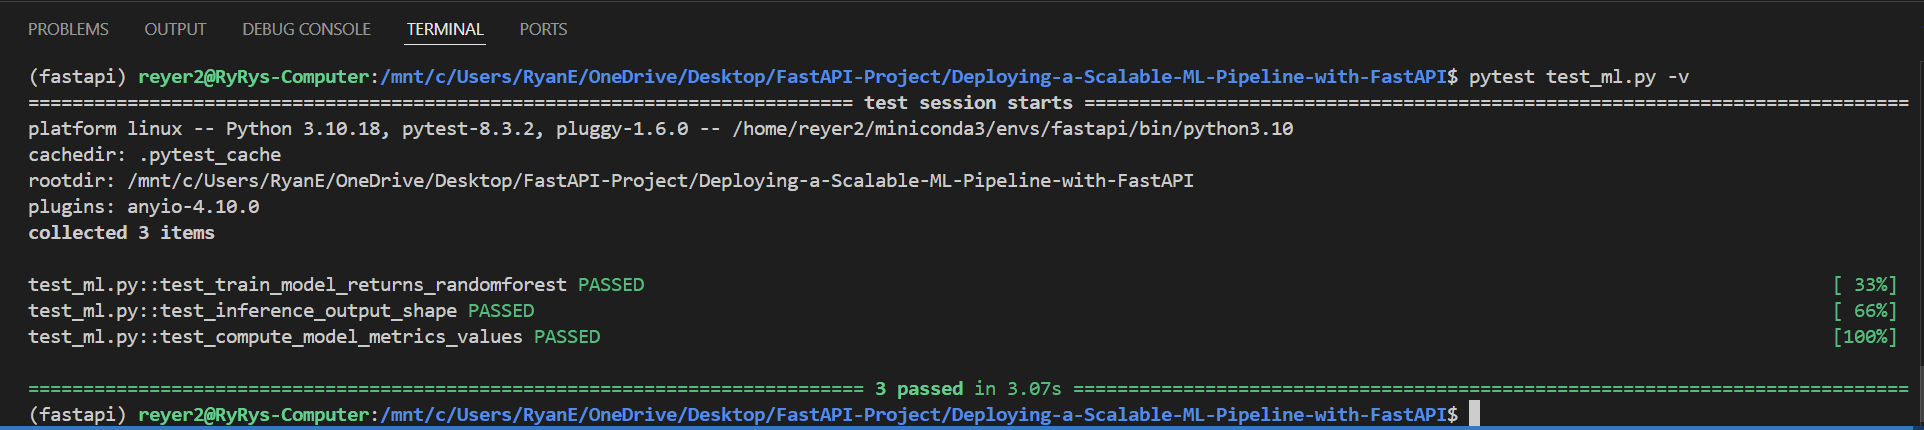 PROBLEMS OUTPUT DEBUG CONSOLE TERMINAL PORTS
(fastapi) reyer2@RyRys-Computer:/mnt/c/Users/RyanE/OneDrive/Desktop/FastAPI-Project/Deploying-a-Scalable-ML-Pipeline-with-FastAPI$ pytest test_ml.py -v
=========================================================================== test session starts ===========================================================================
platform linux -- Python 3.10.18, pytest-8.3.2, pluggy-1.6.0 -- /home/reyer2/miniconda3/envs/fastapi/bin/python3.10
cachedir: .pytest_cache
rootdir: /mnt/c/Users/RyanE/OneDrive/Desktop/FastAPI-Project/Deploying-a-Scalable-ML-Pipeline-with-FastAPI
plugins: anyio-4.10.0
collected 3 items
test_ml.py::test_train_model_returns_randomforest PASSED [ 33%]
test_ml.py::test_inference_output_shape PASSED [ 66%]
test_ml.py::test_compute_model_metrics_values PASSED [100%]
============================================================================ 3 passed in 3.07s ============================================================================
(fastapi) reyer2@RyRys-Computer:/mnt/c/Users/RyanE/OneDrive/Desktop/FastAPI-Project/Deploying-a-Scalable-ML-Pipeline-with-FastAPI$